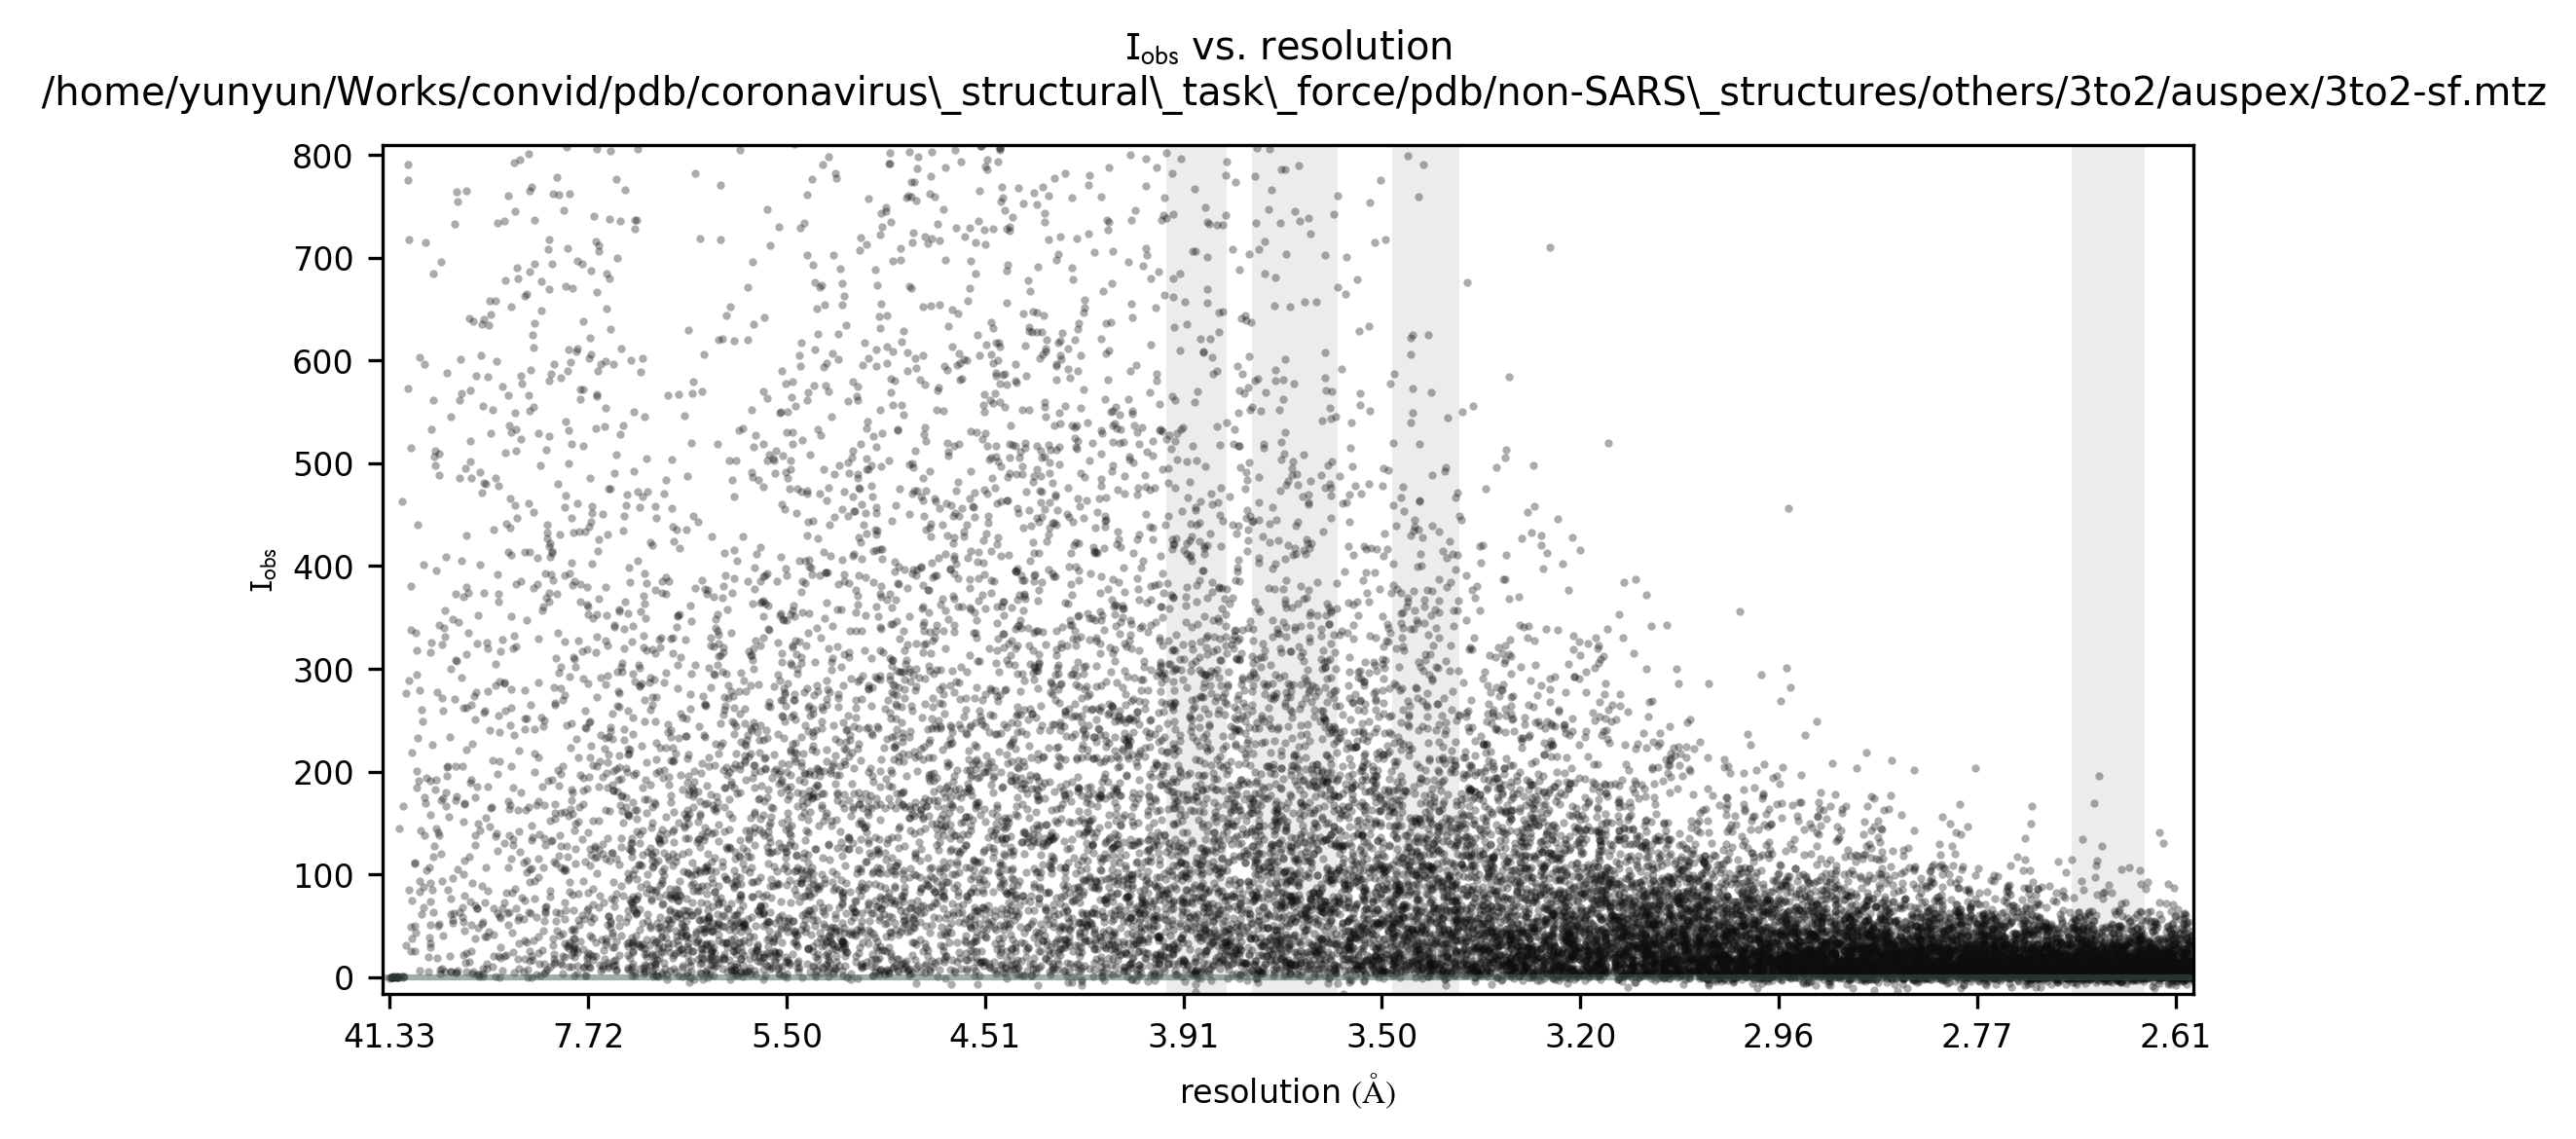 I_obs vs. resolution
/home/yunyun/Works/convid/pdb/coronavirus\_structural\_task\_force/pdb/non-SARS\_structures/others/3to2/auspex/3to2-sf.mtz
800
700
600
500
400
300
200
100
0
I_obs
41.33 7.72 5.50 4.51 3.91 3.50 3.20 2.96 2.77 2.61
resolution (Å)